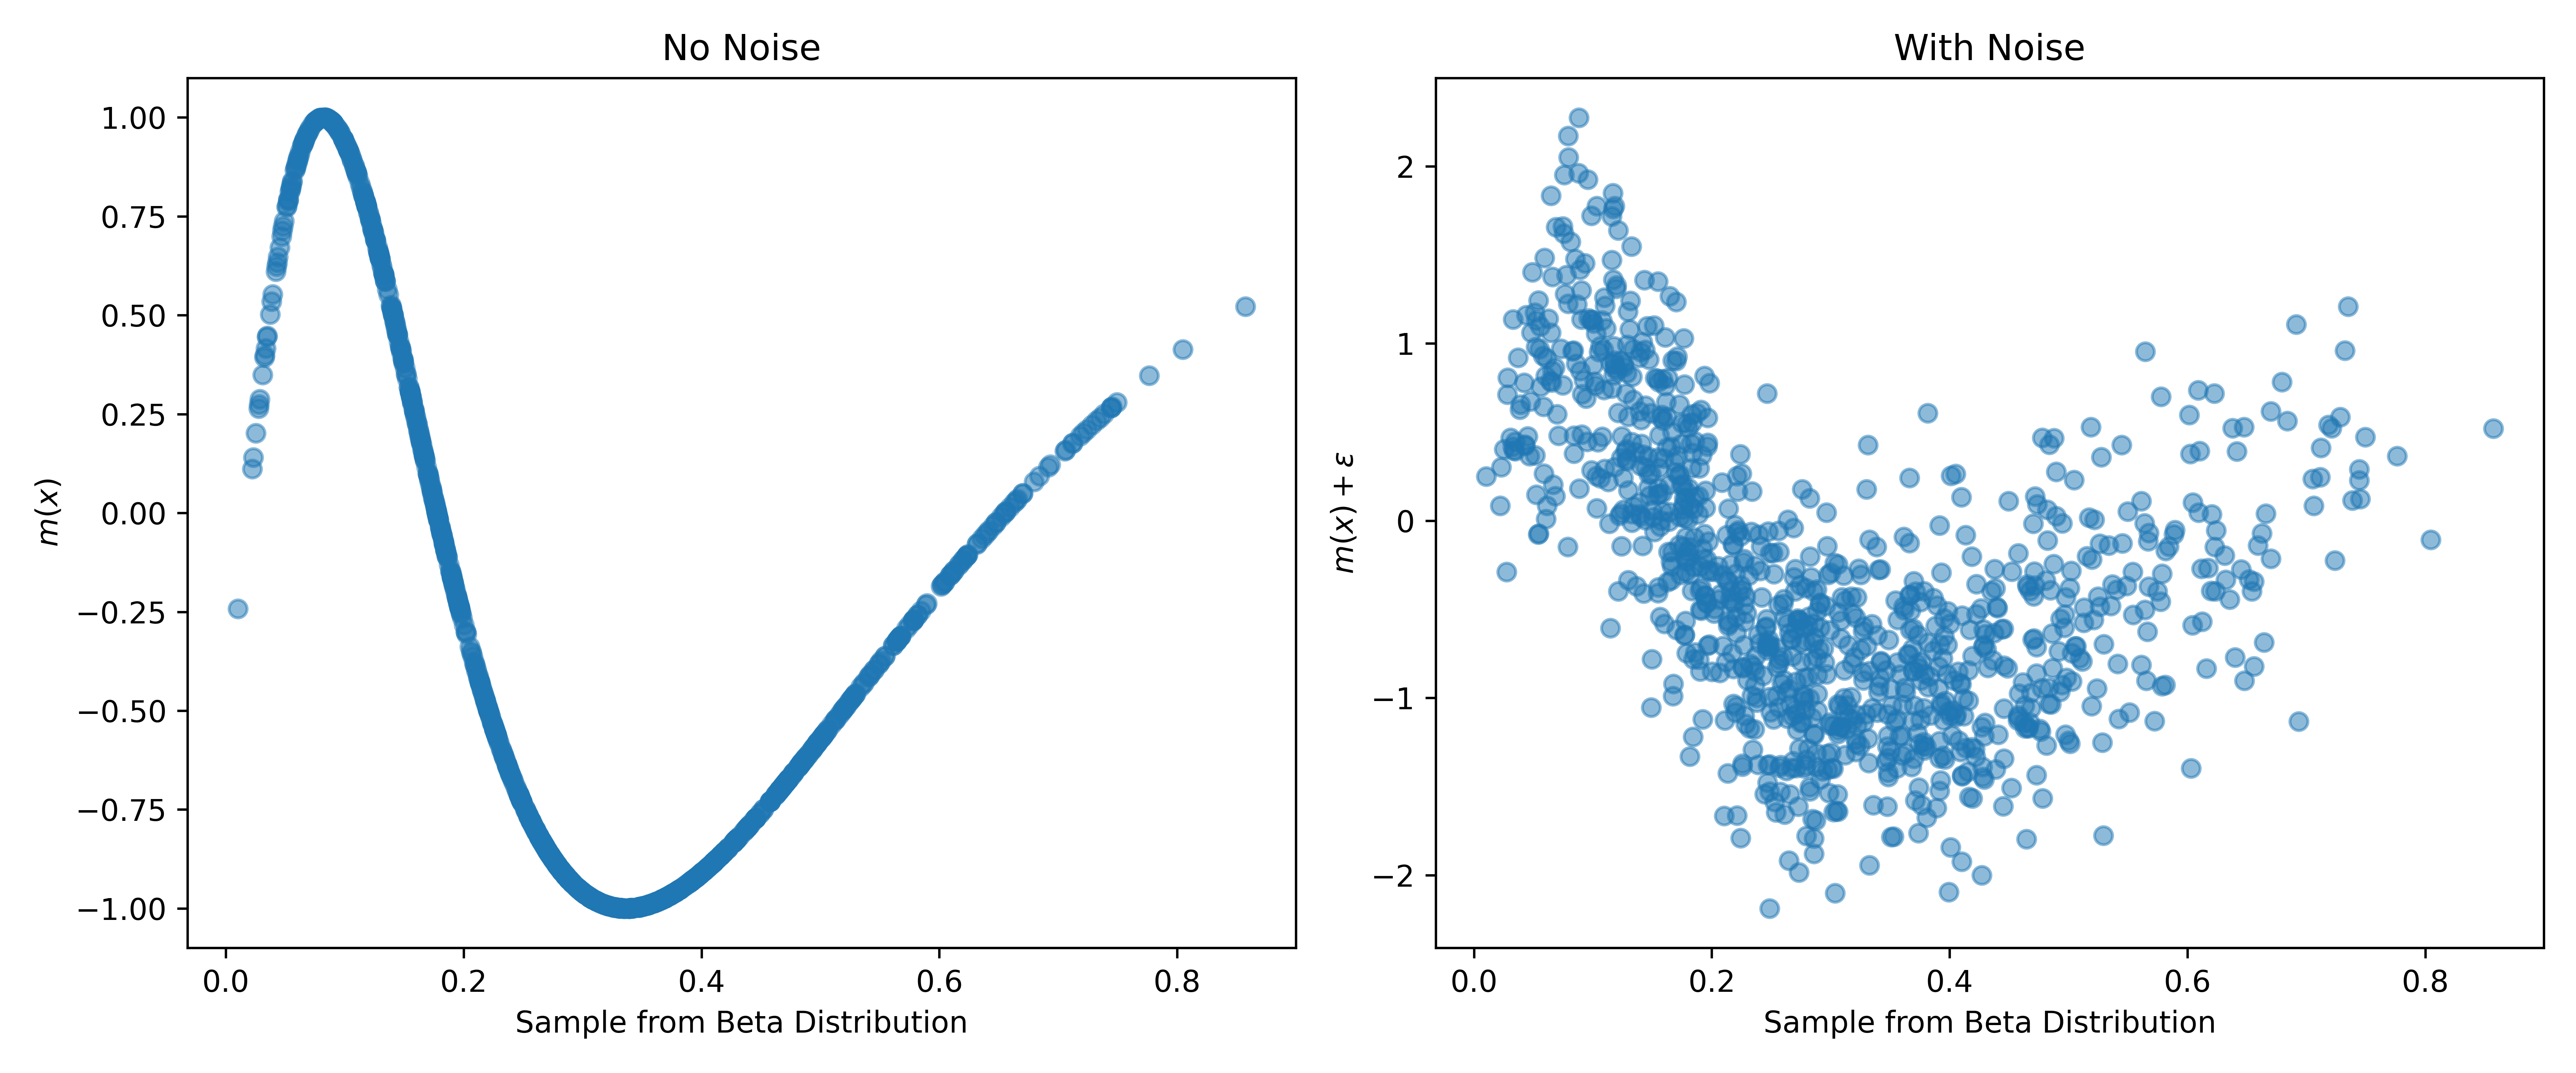 No Noise
1.00
0.75
0.50
0.25
0.00
−0.25
−0.50
−0.75
−1.00
m(x)
0.0 0.2 0.4 0.6 0.8
Sample from Beta Distribution
With Noise
2
1
0
−1
−2
m(x) + ε
0.0 0.2 0.4 0.6 0.8
Sample from Beta Distribution